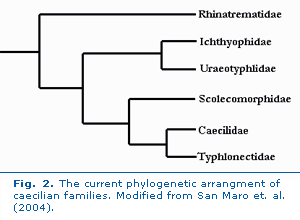 Rhinatrematidae
Ichthyophidae
Uraeotyphlidae
Scolecomorphidae
Caecilidae
Typhlonectidae
Fig. 2. The current phylogenetic arrangment of
caecilian families. Modified from San Maro et. al.
(2004).